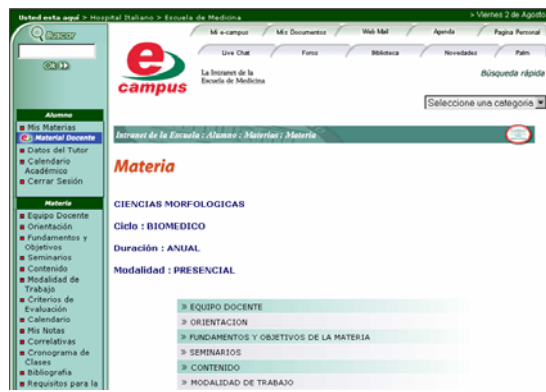 Usted esta aquí > Hospital Italiano > Escuela de Medicina
> Viernes 2 de Agosto
Buscar
Mi e-campus
Mis Documentos
Web Mail
Agenda
Pagina Personal
Live Chat
Foros
Biblioteca
Novedades
Palm
e)
campus
La Intranet de la
Escuela de Medicina
Búsqueda rápida
Seleccione una categoria
Alumno
Mis Materias
Material Docente
Datos del Tutor
Calendario
Académico
Cerrar Sesión
Intranet de la Escuela : Alumno : Materias : Materia
Materia
CIENCIAS MORFOLOGICAS
Ciclo : BIOMEDICO
Duración : ANUAL
Modalidad : PRESENCIAL
Materia
Equipo Docente
Orientación
Fundamentos y
Objetivos
Seminarios
Contenido
Modalidad de
Trabajo
Criterios de
Evaluación
Calendario
Mis Notas
Correlativas
Cronograma de
Clases
Bibliografia
Requisitos para la
» EQUIPO DOCENTE
» ORIENTACION
» FUNDAMENTOS Y OBJETIVOS DE LA MATERIA
» SEMINARIOS
» CONTENIDO
» MODALIDAD DE TRABAJO